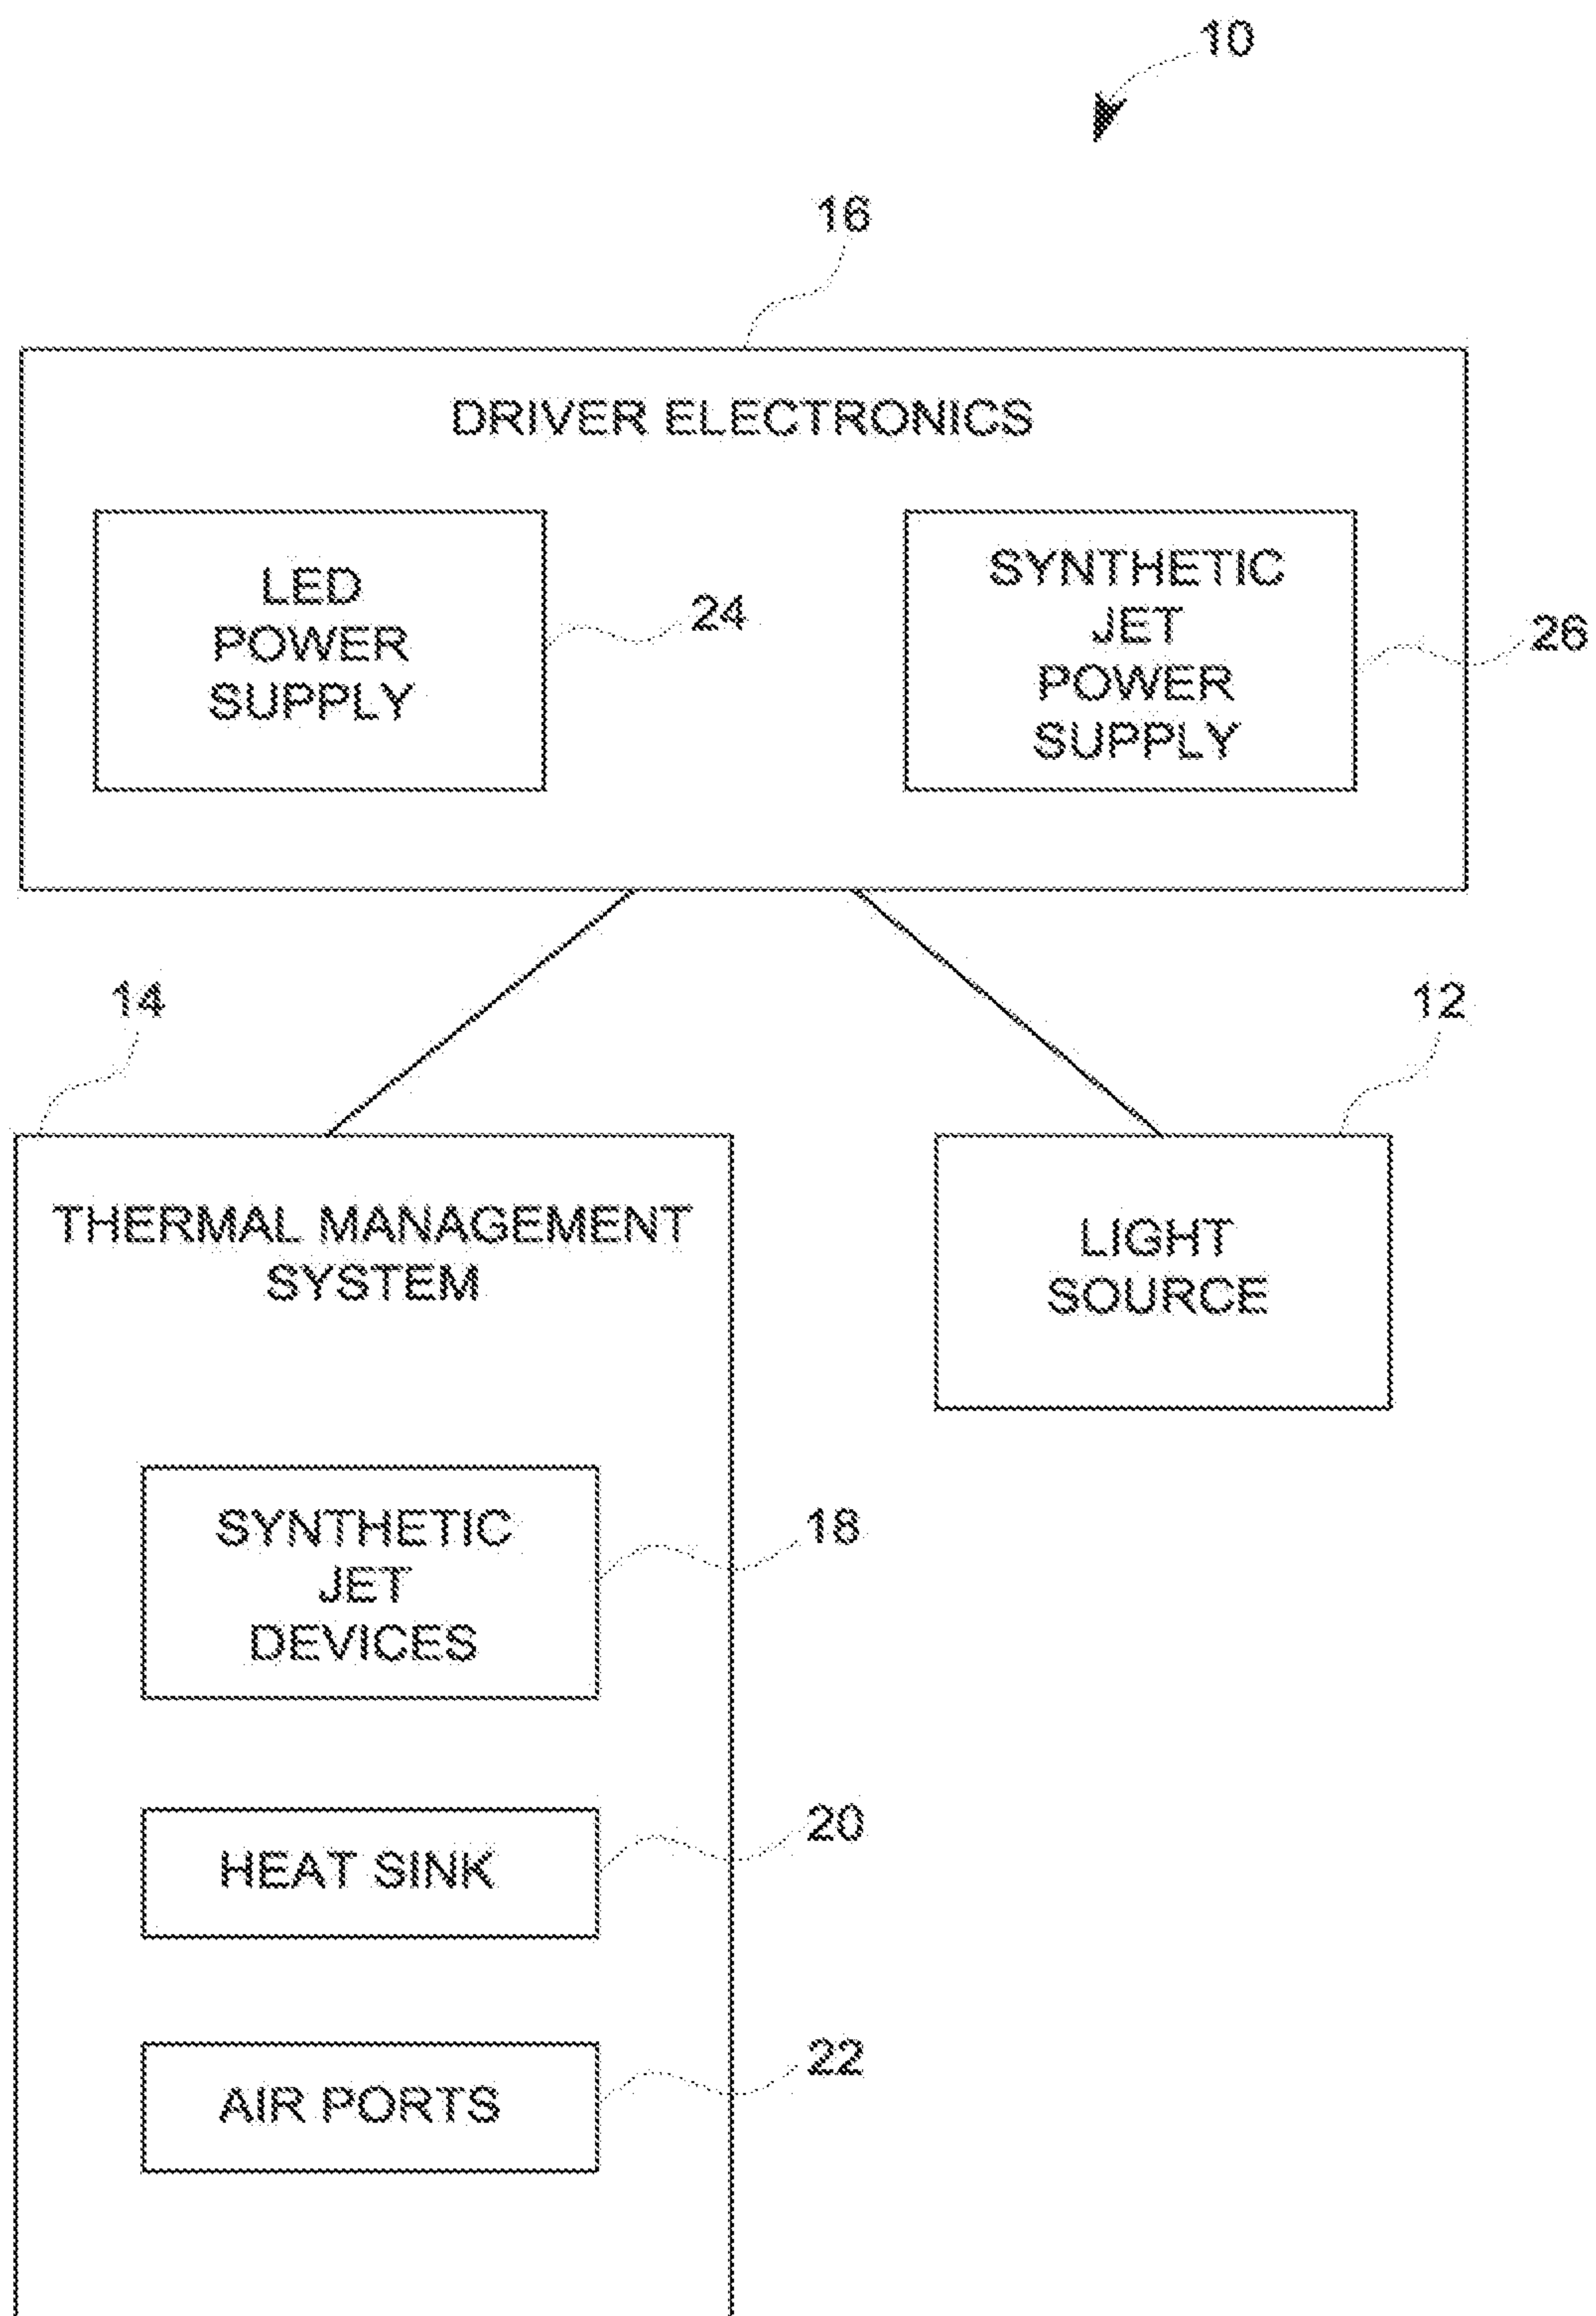 10
16
DRIVER ELECTRONICS
LED
POWER
SUPPLY
24
SYNTHETIC
JET
POWER
SUPPLY
26
14
12
THERMAL MANAGEMENT
SYSTEM
LIGHT
SOURCE
SYNTHETIC
JET
DEVICES
18
HEAT SINK
20
AIR PORTS
22